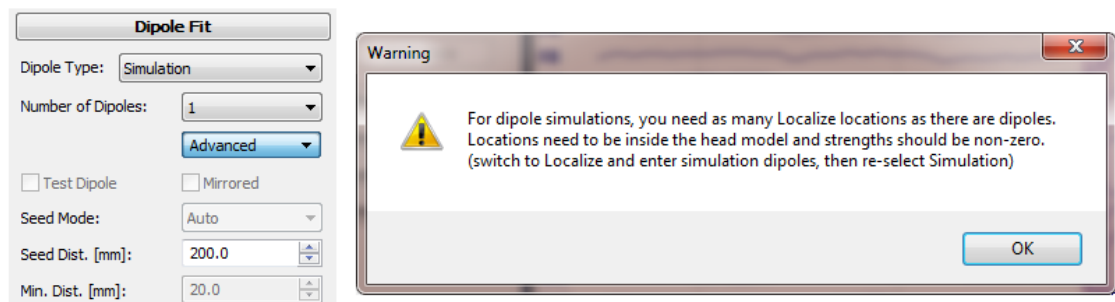 Dipole Fit
Dipole Type: Simulation
Number of Dipoles: 1
Advanced
Test Dipole Mirrored
Seed Mode: Auto
Seed Dist. [mm]: 200.0
Min. Dist. [mm]: 20.0
Warning
For dipole simulations, you need as many Localize locations as there are dipoles.
Locations need to be inside the head model and strengths should be non-zero.
(switch to Localize and enter simulation dipoles, then re-select Simulation)
OK